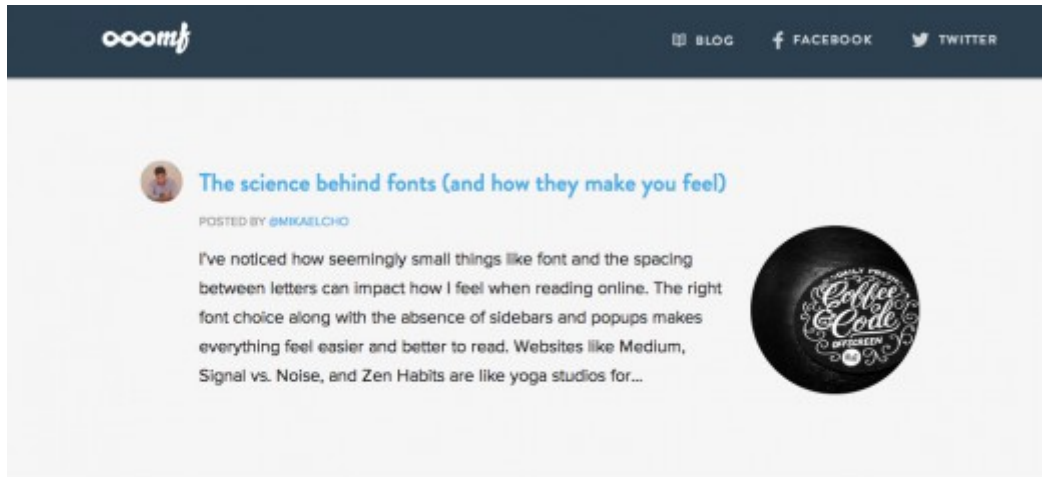 ooomf
BLOG FACEBOOK TWITTER
The science behind fonts (and how they make you feel)
POSTED BY @MIKAELCHO
I've noticed how seemingly small things like font and the spacing
between letters can impact how I feel when reading online. The right
font choice along with the absence of sidebars and popups makes
everything feel easier and better to read. Websites like Medium,
Signal vs. Noise, and Zen Habits are like yoga studios for...
DAILY FRESH
Coffee
& Code
OFFSCREEN